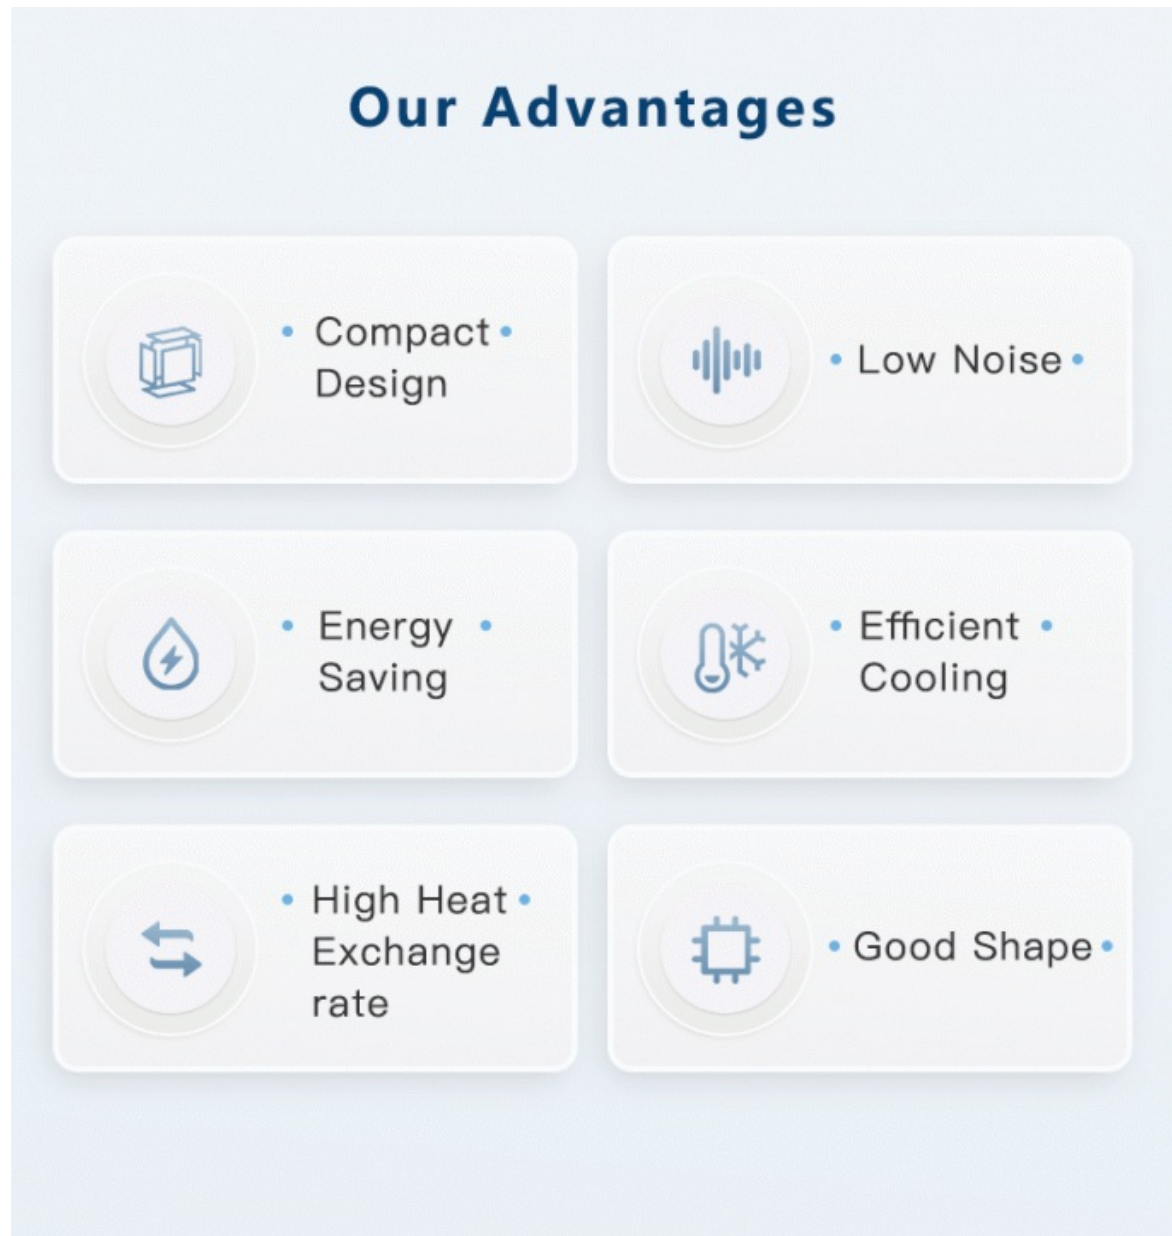 Our Advantages
• Compact •
Design
• Low Noise •
• Energy •
Saving
• Efficient •
Cooling
• High Heat •
Exchange
rate
• Good Shape •